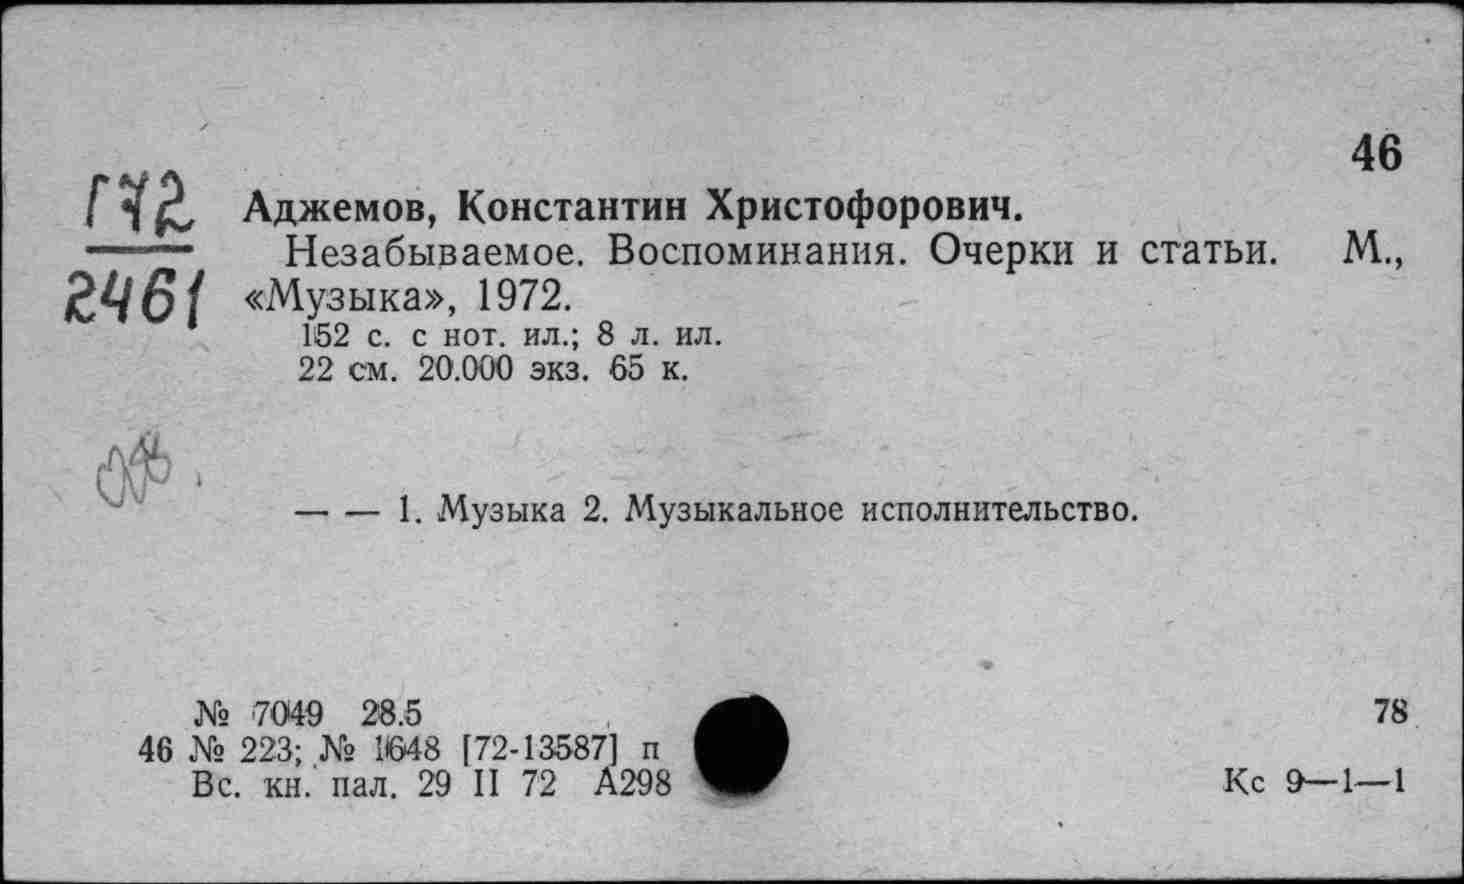 46
Г72
2461
Аджемов, Константин Христофорович.
Незабываемое. Воспоминания. Очерки и статьи. М.,
«Музыка», 1972.
152 с. с нот. ил.; 8 л. ил.
22 см. 20.000 экз. 65 к.
— — 1. Музыка 2. Музыкальное исполнительство.
№ 7049 28.5
46 № 223; № 1648 [72-13587] п
Вс. кн. пал. 29 II 72 А298
78
Кс 9—1—1